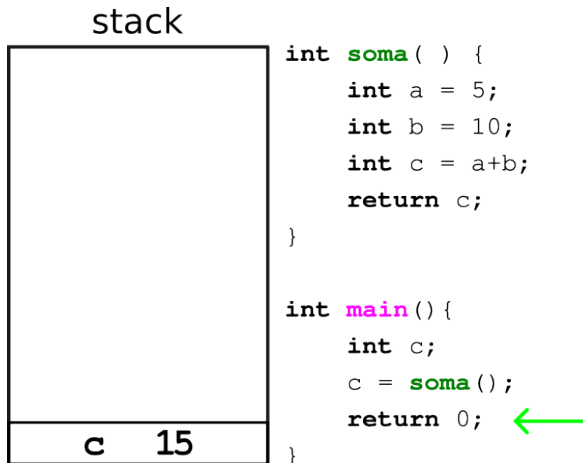 stack
int soma( ) {
int a = 5;
int b = 10;
int c = a+b;
return c;
}
int main(){
int c;
c = soma();
return 0;
}
c 15